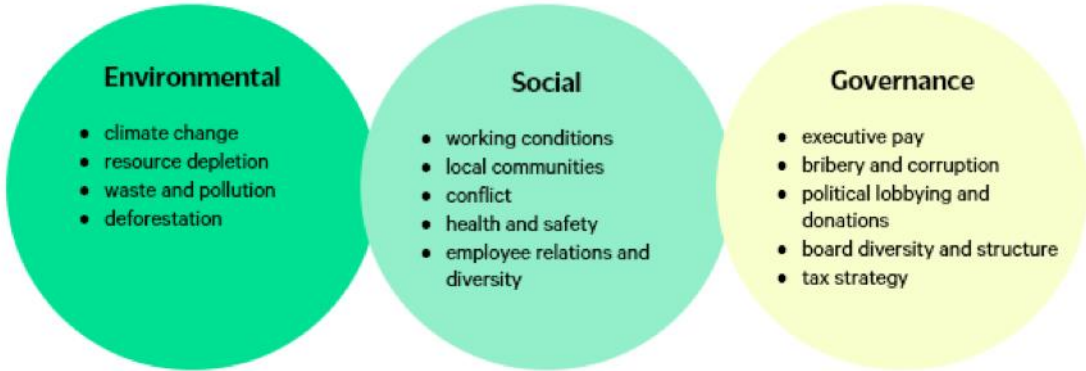 Environmental
• climate change
• resource depletion
• waste and pollution
• deforestation
Social
• working conditions
• local communities
• conflict
• health and safety
• employee relations and
diversity
Governance
• executive pay
• bribery and corruption
• political lobbying and
donations
• board diversity and structure
• tax strategy